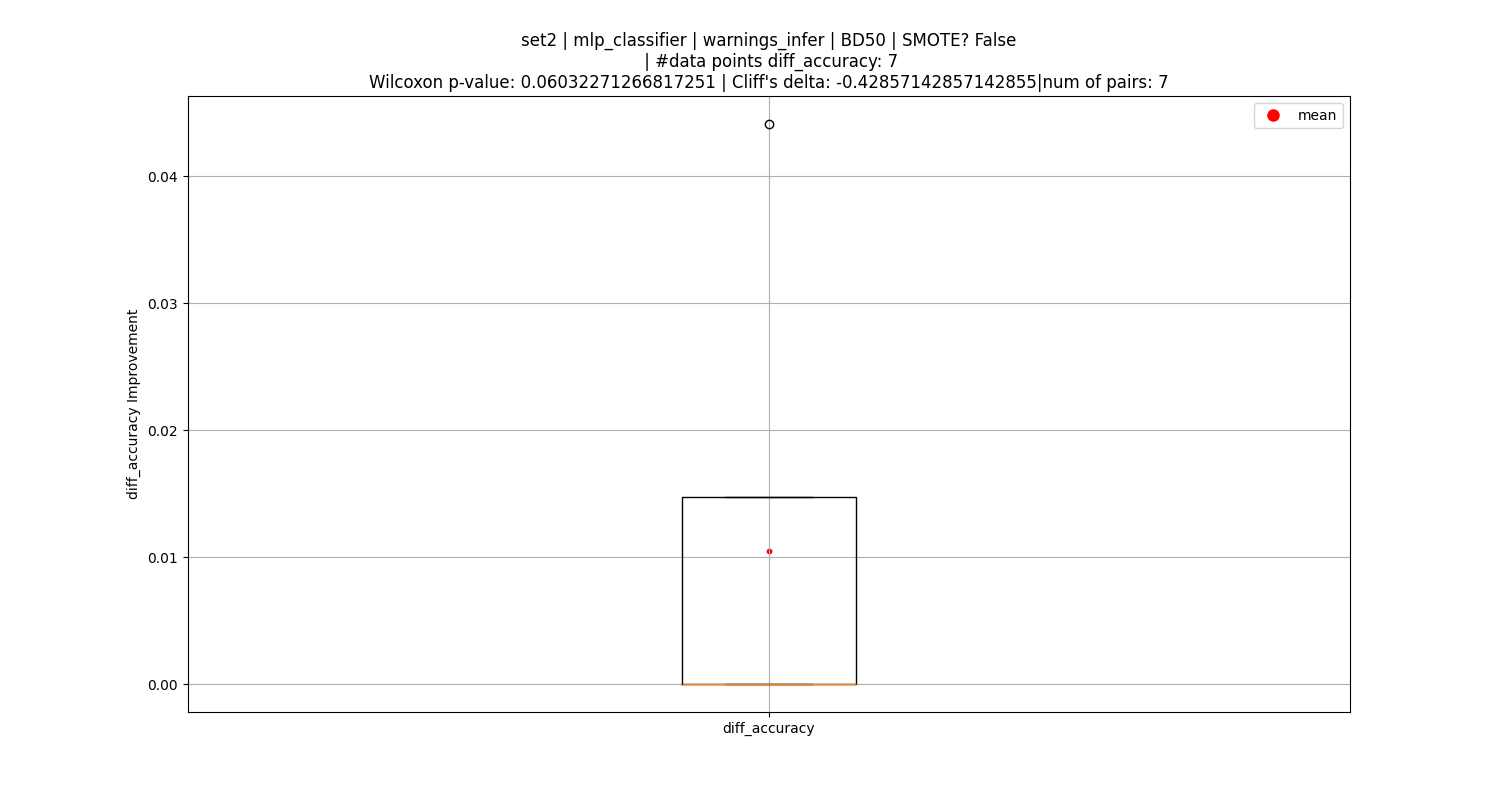 set2 | mlp_classifier | warnings_infer | BD50 | SMOTE? False
| #data points diff_accuracy: 7
Wilcoxon p-value: 0.06032271266817251 | Cliff's delta: -0.42857142857142855|num of pairs: 7
mean
0.04
0.03
0.02
0.01
0.00
diff_accuracy Improvement
diff_accuracy